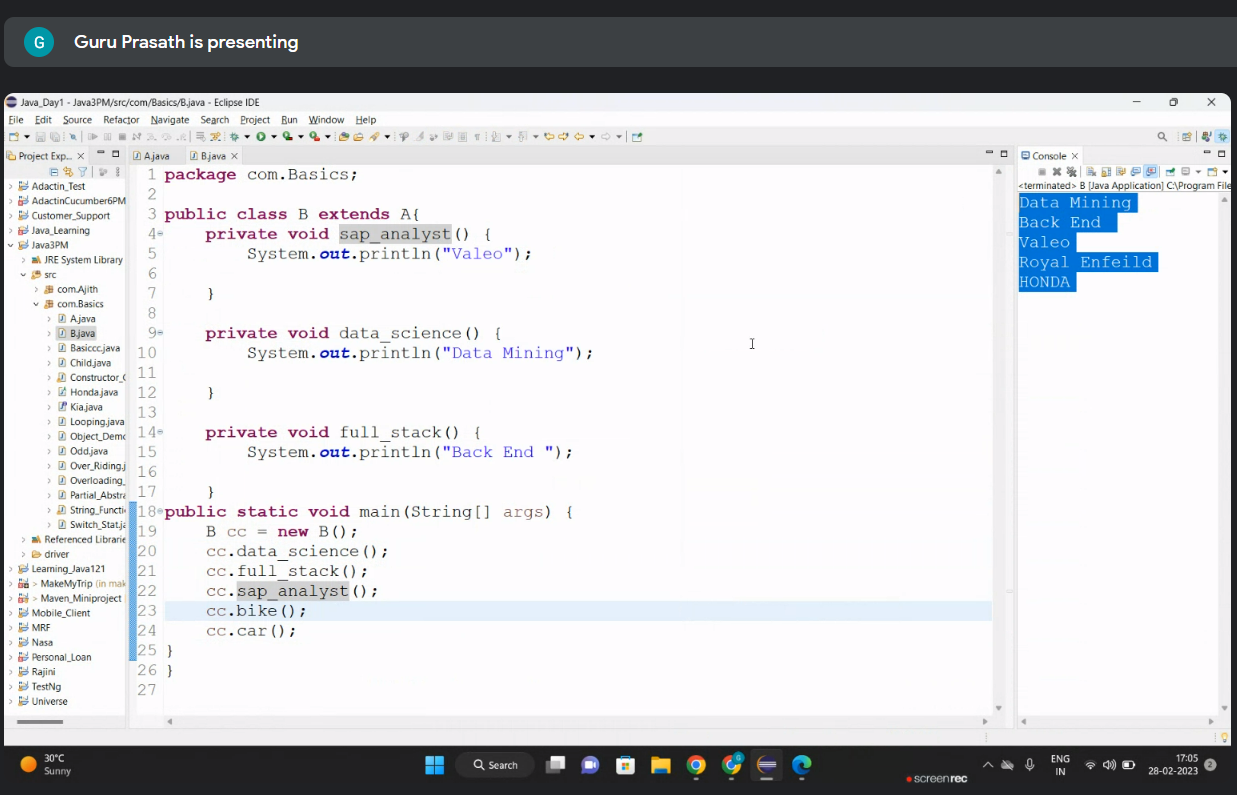 G Guru Prasath is presenting
Java_Day1 - Java3PM/src/com/Basics/B.java - Eclipse IDE
File Edit Source Refactor Navigate Search Project Run Window Help
Project Exp...
Adactin_Test
AdactinCucumber6PM
Customer_Support
Java_Learning
Java3PM
JRE System Library
src
com.Ajith
com.Basics
A.java
B.java
Basiccc.java
Child.java
Constructor_
Honda.java
Kia.java
Looping.java
Object_Demo
Odd.java
Over_Riding.j
Overloading_
Partial_Abstra
String_Functi
Switch_Stat.ja
Referenced Librarie
driver
Learning_Java121
> MakeMyTrip (in mak
> Maven_Miniproject
Mobile_Client
MRF
Nasa
Personal_Loan
Rajini
TestNg
Universe
A.java B.java
1 package com.Basics;
2
3 public class B extends A{
4 private void sap_analyst() {
5 System.out.println("Valeo");
6
7 }
8
9 private void data_science() {
10 System.out.println("Data Mining");
11
12 }
13
14 private void full_stack() {
15 System.out.println("Back End ");
16
17 }
18 public static void main(String[] args) {
19 B cc = new B();
20 cc.data_science();
21 cc.full_stack();
22 cc.sap_analyst();
23 cc.bike();
24 cc.car();
25 }
26 }
27
Console
<terminated> B [Java Application] C:\Program File
Data Mining
Back End
Valeo
Royal Enfeild
HONDA
30°C
Sunny
Search
screenrec
ENG
IN
17:05
28-02-2023
2